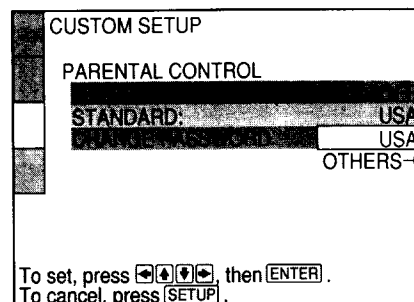 CUSTOM SETUP
PARENTAL CONTROL
STANDARD: USA
CHANGE PASSWORD USA
OTHERS→
To set, press ←↑↓→, then ENTER.
To cancel, press SETUP.